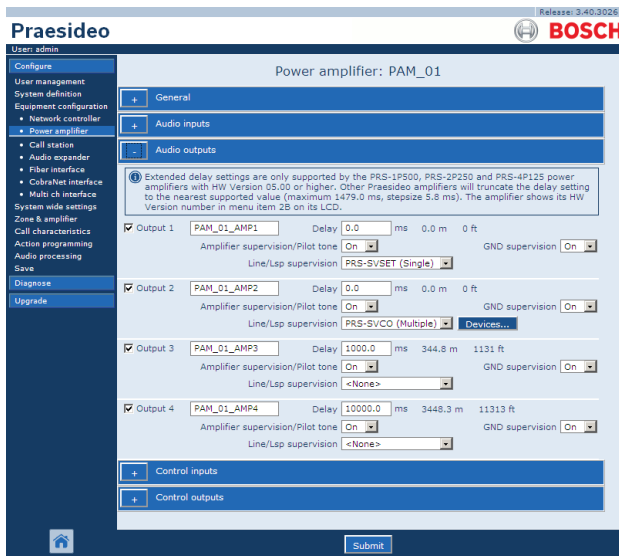 Release: 3.40.3026
Praesideo
BOSCH
User: admin
Configure
User management
System definition
Equipment configuration
• Network controller
• Power amplifier
• Call station
• Audio expander
• Fiber interface
• CobraNet interface
• Multi ch interface
System wide settings
Zone & amplifier
Call characteristics
Action programming
Audio processing
Save
Diagnose
Upgrade
Power amplifier: PAM_01
+ General
+ Audio inputs
- Audio outputs
Extended delay settings are only supported by the PRS-1P500, PRS-2P250 and PRS-4P125 power
amplifiers with HW Version 05.00 or higher. Other Praesideo amplifiers will truncate the delay setting
to the nearest supported value (maximum 1479.0 ms, stepsize 5.8 ms). The amplifier shows its HW
Version number in menu item 2B on its LCD.
Output 1 PAM_01_AMP1 Delay 0.0 ms 0.0 m 0 ft
Amplifier supervision/Pilot tone On GND supervision On
Line/Lsp supervision PRS-SVSET (Single)
Output 2 PAM_01_AMP2 Delay 0.0 ms 0.0 m 0 ft
Amplifier supervision/Pilot tone On GND supervision On
Line/Lsp supervision PRS-SVCO (Multiple) Devices...
Output 3 PAM_01_AMP3 Delay 1000.0 ms 344.8 m 1131 ft
Amplifier supervision/Pilot tone On GND supervision On
Line/Lsp supervision <None>
Output 4 PAM_01_AMP4 Delay 10000.0 ms 3448.3 m 11313 ft
Amplifier supervision/Pilot tone On GND supervision On
Line/Lsp supervision <None>
+ Control inputs
+ Control outputs
Submit